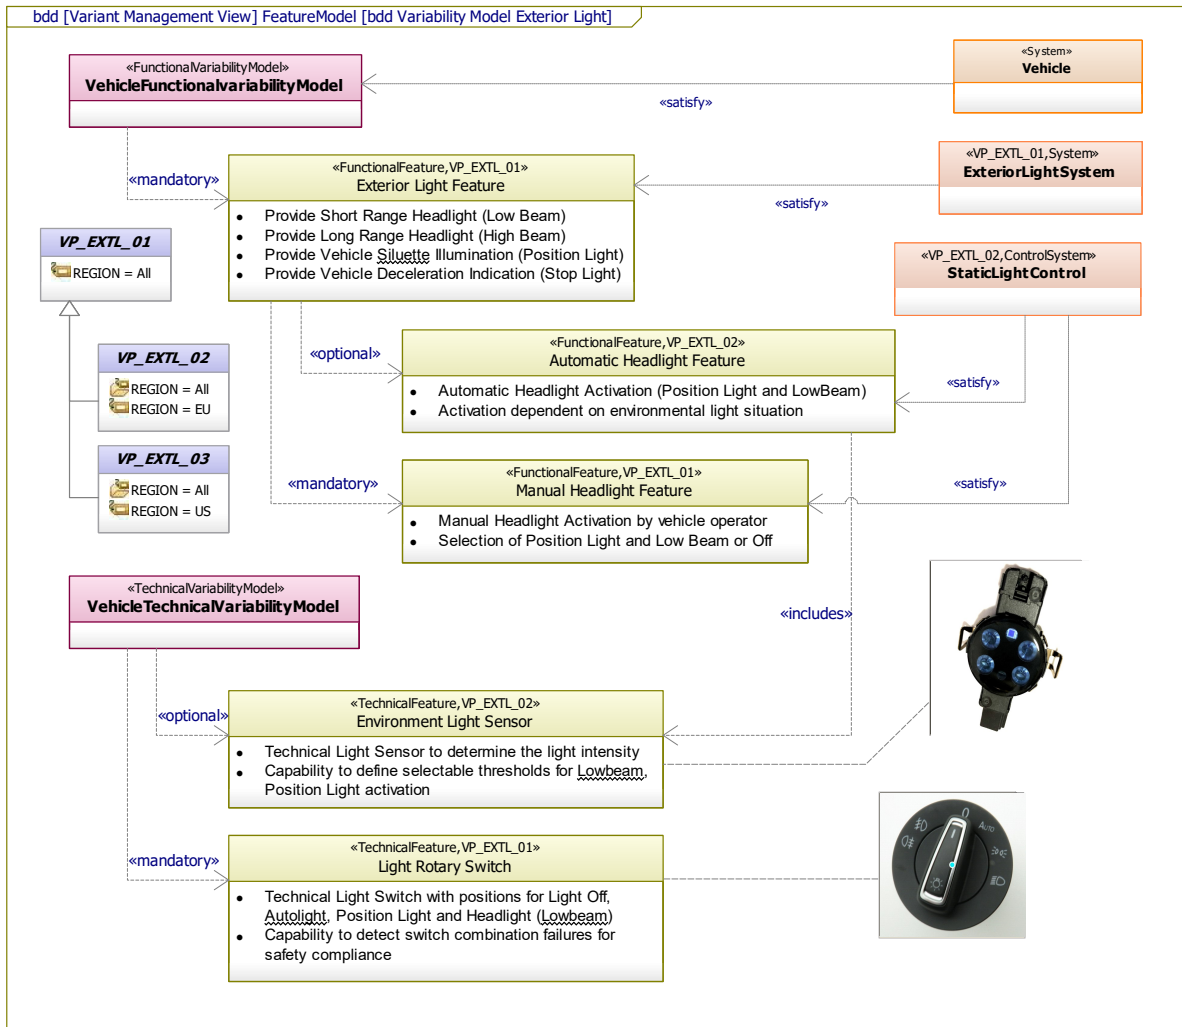 bdd [Variant Management View] FeatureModel [bdd Variability Model Exterior Light]
«FunctionalVariabilityModel»
VehicleFunctionalvariabilityModel
«System»
Vehicle
«satisfy»
«mandatory»
«FunctionalFeature,VP_EXTL_01»
Exterior Light Feature
• Provide Short Range Headlight (Low Beam)
• Provide Long Range Headlight (High Beam)
• Provide Vehicle Siluette Illumination (Position Light)
• Provide Vehicle Deceleration Indication (Stop Light)
«VP_EXTL_01,System»
ExteriorLightSystem
«satisfy»
VP_EXTL_01
REGION = All
«VP_EXTL_02,ControlSystem»
StaticLightControl
VP_EXTL_02
REGION = All
REGION = EU
«optional»
«FunctionalFeature,VP_EXTL_02»
Automatic Headlight Feature
• Automatic Headlight Activation (Position Light and LowBeam)
• Activation dependent on environmental light situation
«satisfy»
VP_EXTL_03
REGION = All
REGION = US
«mandatory»
«FunctionalFeature,VP_EXTL_01»
Manual Headlight Feature
• Manual Headlight Activation by vehicle operator
• Selection of Position Light and Low Beam or Off
«satisfy»
«TechnicalVariabilityModel»
VehicleTechnicalVariabilityModel
«includes»
«optional»
«TechnicalFeature,VP_EXTL_02»
Environment Light Sensor
• Technical Light Sensor to determine the light intensity
• Capability to define selectable thresholds for Lowbeam,
Position Light activation
«mandatory»
«TechnicalFeature,VP_EXTL_01»
Light Rotary Switch
• Technical Light Switch with positions for Light Off,
Autolight, Position Light and Headlight (Lowbeam)
• Capability to detect switch combination failures for
safety compliance
0
AUTO